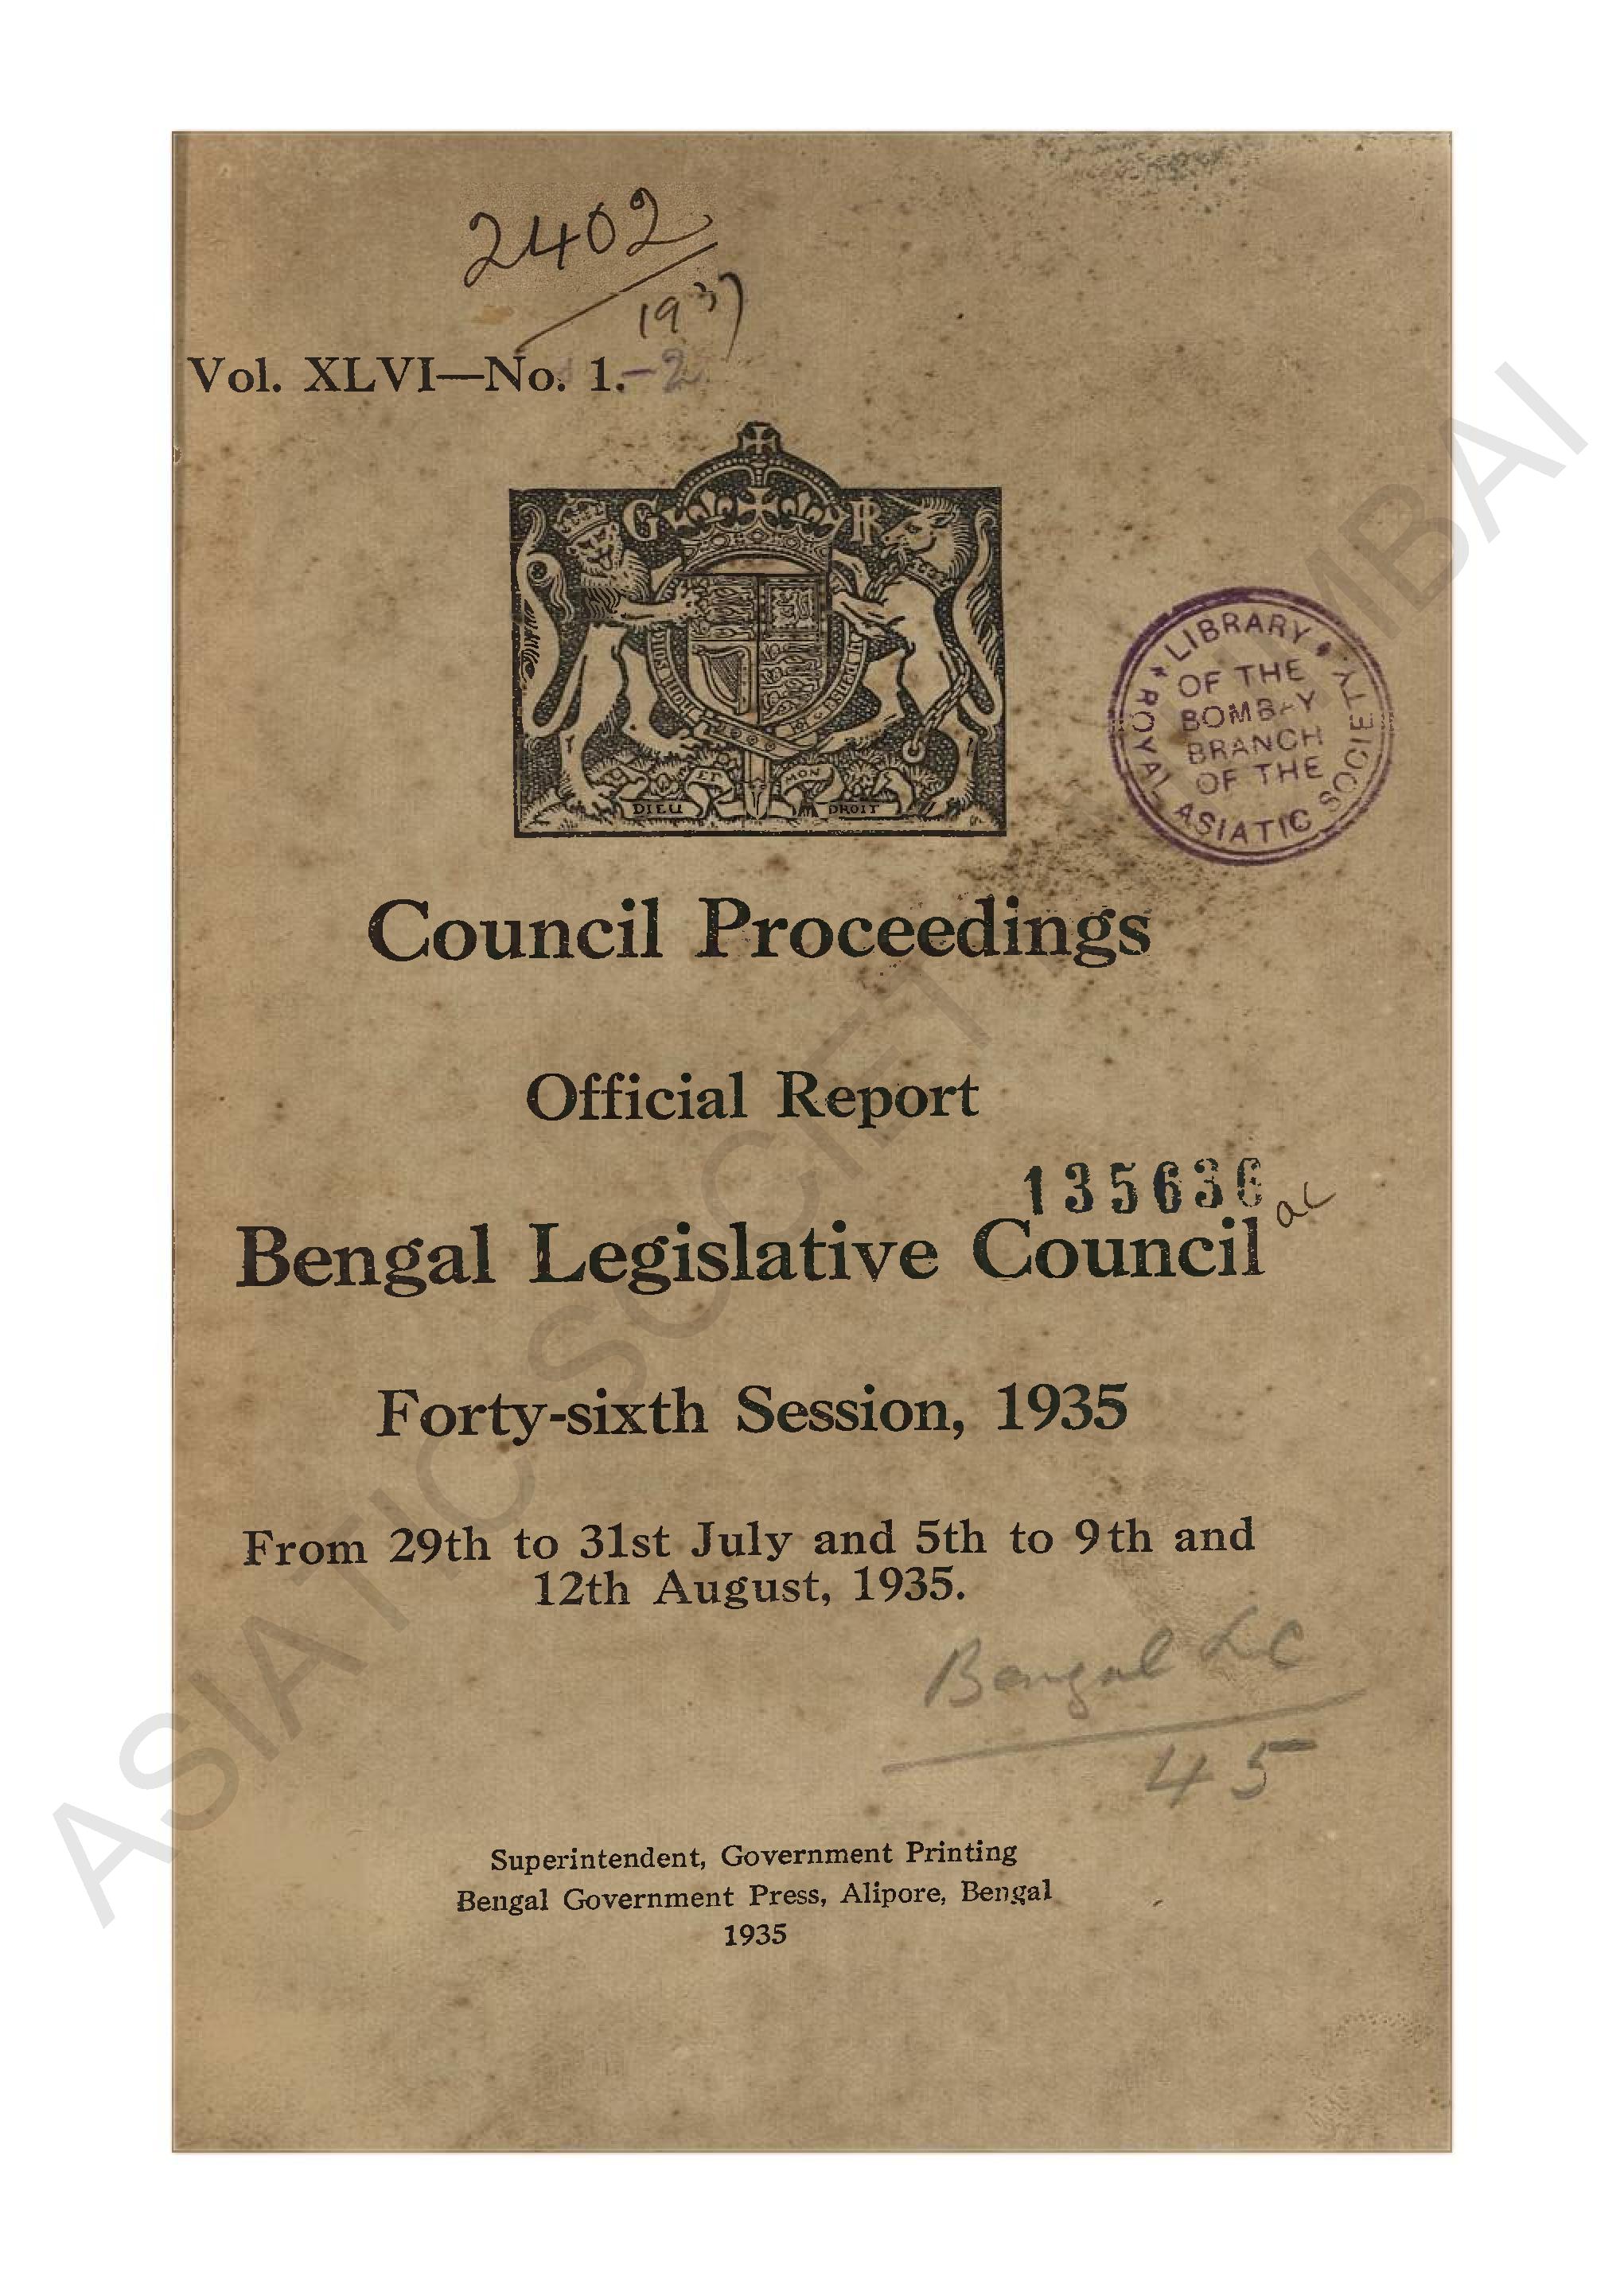 2402
1937
Vol. XLVI—No. 1.-2
G R
DIEU ET MON DROIT
LIBRARY
OF THE
BOMBAY
BRANCH
OF THE
ROYAL ASIATIC SOCIETY
Council Proceedings
Official Report
135636
ac
Bengal Legislative Council
Forty-sixth Session, 1935
From 29th to 31st July and 5th to 9th and
12th August, 1935.
Bengal LC
45
Superintendent, Government Printing
Bengal Government Press, Alipore, Bengal
1935
ASIATIC SOCIETY MUMBAI